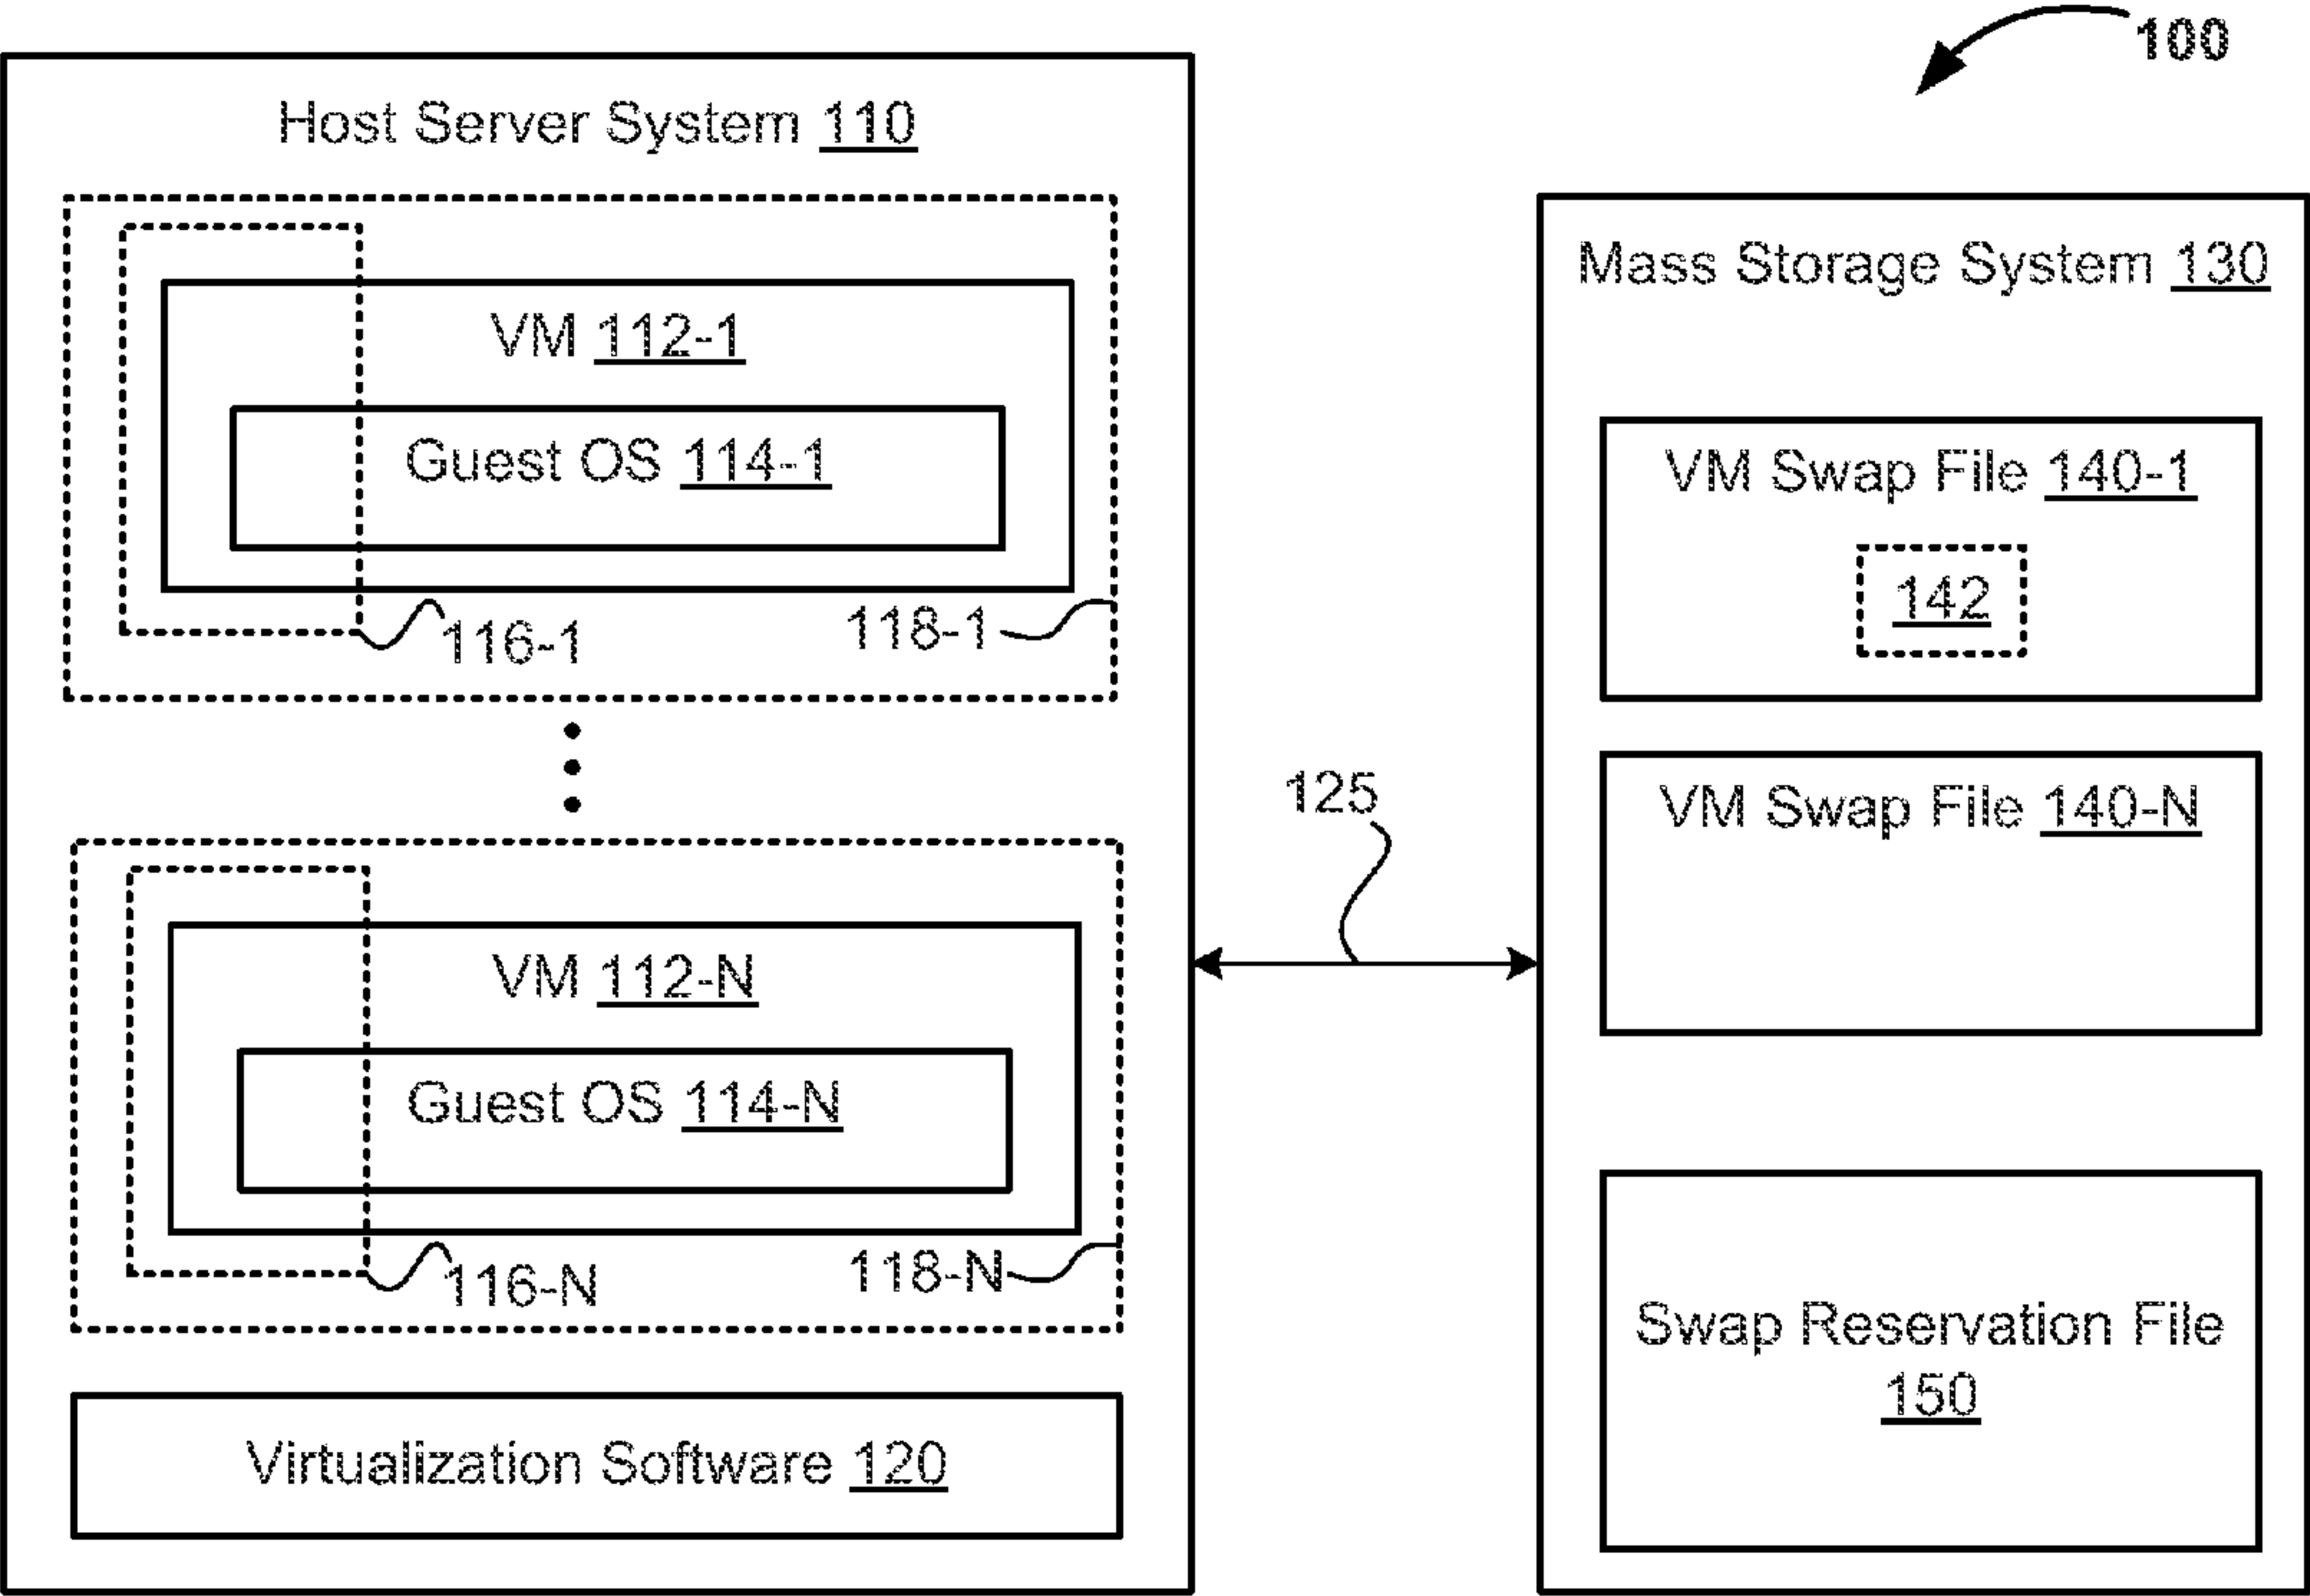 100
Host Server System 110
VM 112-1
Guest OS 114-1
116-1
118-1
VM 112-N
Guest OS 114-N
116-N
118-N
Virtualization Software 120
125
Mass Storage System 130
VM Swap File 140-1
142
VM Swap File 140-N
Swap Reservation File
150